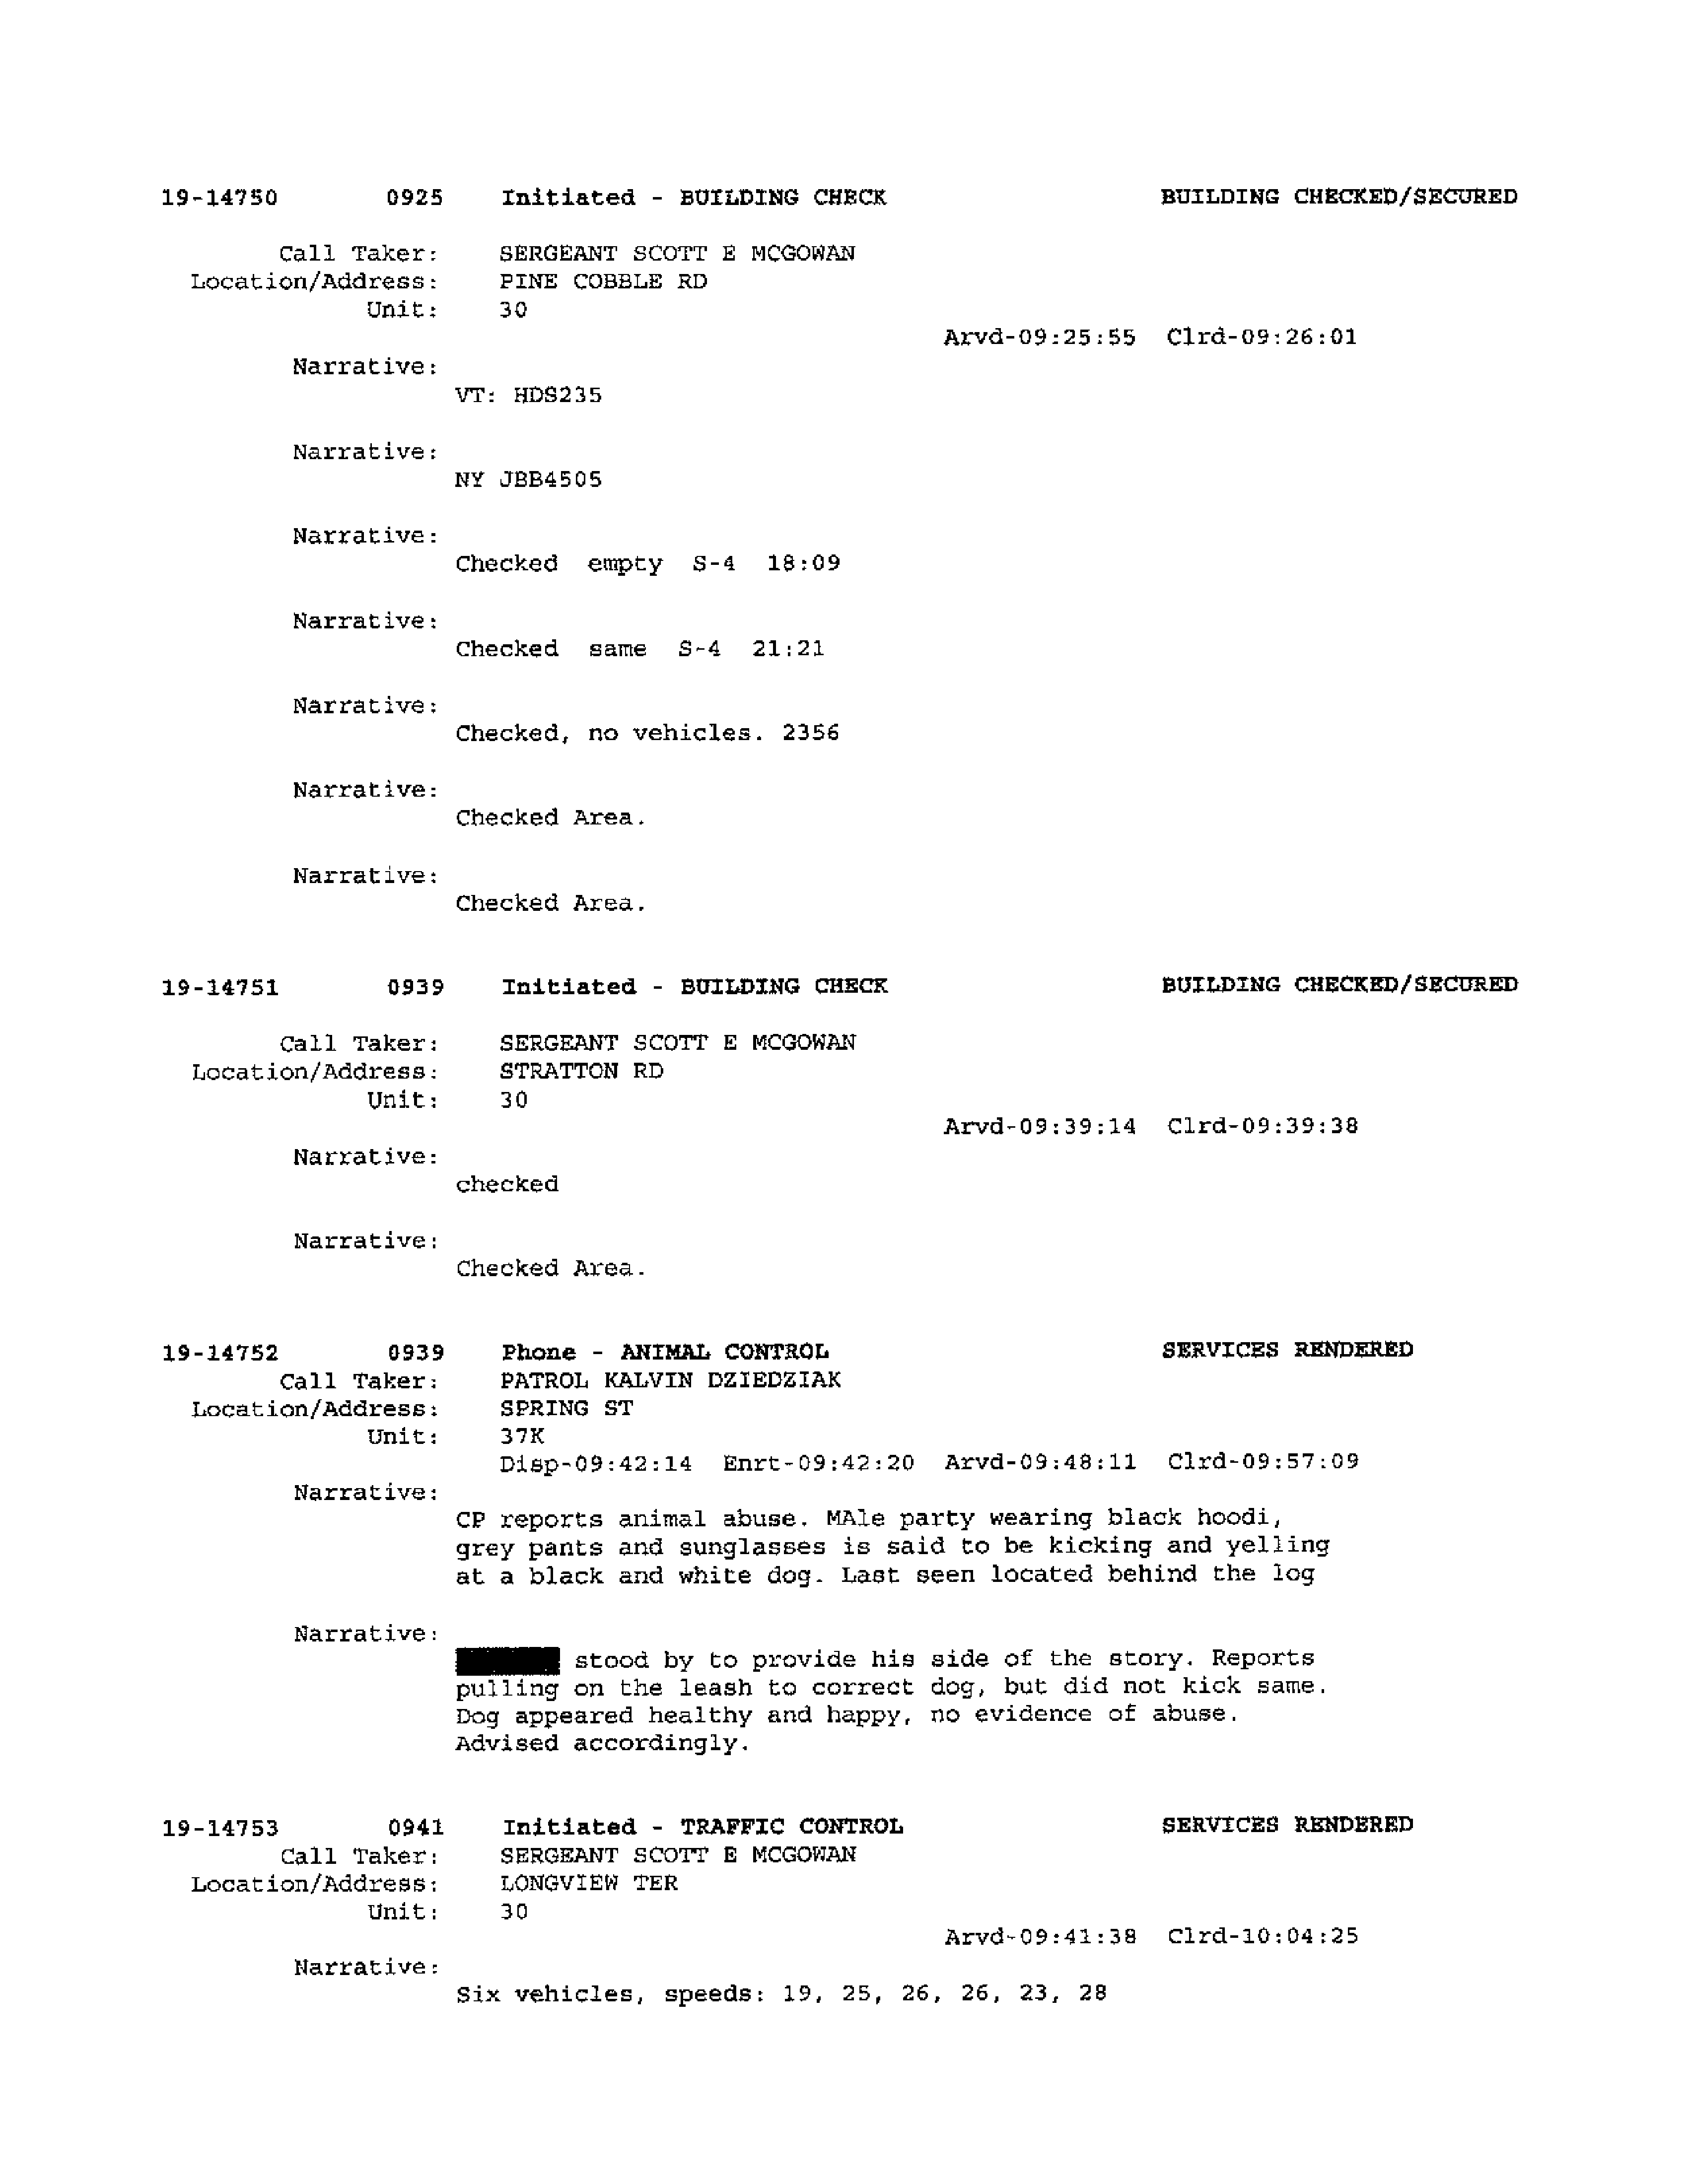 19-14750 0925 Initiated - BUILDING CHECK BUILDING CHECKED/SECURED
Call Taker: SERGEANT SCOTT E MCGOWAN
Location/Address: PINE COBBLE RD
Unit: 30
Arvd-09:25:55 Clrd-09:26:01
Narrative:
VT: HDS235
Narrative:
NY JBB4505
Narrative:
Checked empty S-4 18:09
Narrative:
Checked same S-4 21:21
Narrative:
Checked, no vehicles. 2356
Narrative:
Checked Area.
Narrative:
Checked Area.
19-14751 0939 Initiated - BUILDING CHECK BUILDING CHECKED/SECURED
Call Taker: SERGEANT SCOTT E MCGOWAN
Location/Address: STRATTON RD
Unit: 30
Arvd-09:39:14 Clrd-09:39:38
Narrative:
checked
Narrative:
Checked Area.
19-14752 0939 Phone - ANIMAL CONTROL SERVICES RENDERED
Call Taker: PATROL KALVIN DZIEDZIAK
Location/Address: SPRING ST
Unit: 37K
Disp-09:42:14 Enrt-09:42:20 Arvd-09:48:11 Clrd-09:57:09
Narrative:
CP reports animal abuse. MAle party wearing black hoodi,
grey pants and sunglasses is said to be kicking and yelling
at a black and white dog. Last seen located behind the log
Narrative:
stood by to provide his side of the story. Reports
pulling on the leash to correct dog, but did not kick same.
Dog appeared healthy and happy, no evidence of abuse.
Advised accordingly.
19-14753 0941 Initiated - TRAFFIC CONTROL SERVICES RENDERED
Call Taker: SERGEANT SCOTT E MCGOWAN
Location/Address: LONGVIEW TER
Unit: 30
Arvd-09:41:38 Clrd-10:04:25
Narrative:
Six vehicles, speeds: 19, 25, 26, 26, 23, 28